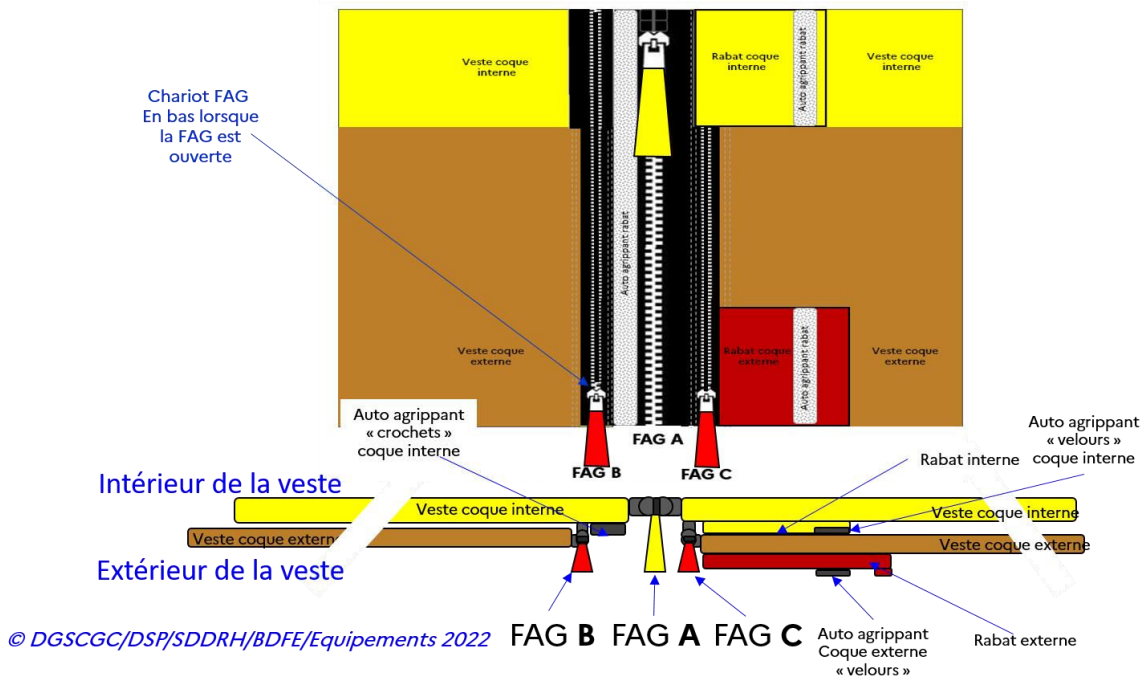 Veste coque
interne
Rabat coque
interne
Auto agrippant rabat
Veste coque
interne
Chariot FAG
En bas lorsque
la FAG est
ouverte
Auto agrippant rabat
Veste coque
externe
Rabat coque
externe
Auto agrippant rabat
Veste coque
externe
Auto agrippant
« crochets »
coque interne
FAG A
FAG B
FAG C
Auto agrippant
« velours »
coque interne
Rabat interne
Intérieur de la veste
Veste coque interne
Veste coque interne
Veste coque externe
Veste coque externe
Extérieur de la veste
© DGSCGC/DSP/SDDRH/BDFE/Equipements 2022
FAG B FAG A FAG C
Auto agrippant
Coque externe
« velours »
Rabat externe